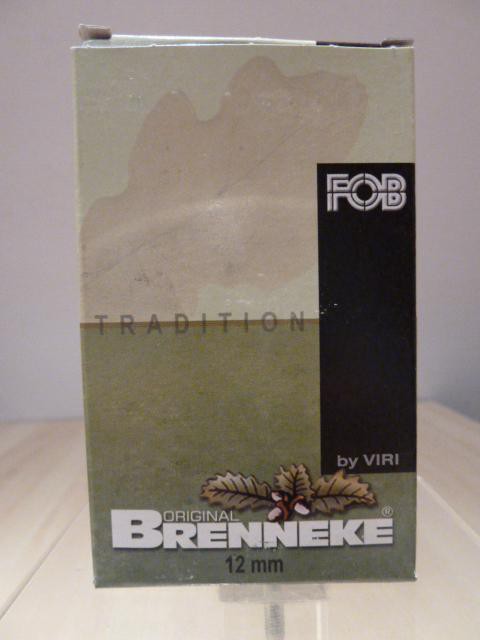 FOB
TRADITION
by VIRI
ORIGINAL
BRENNEKE®
12 mm